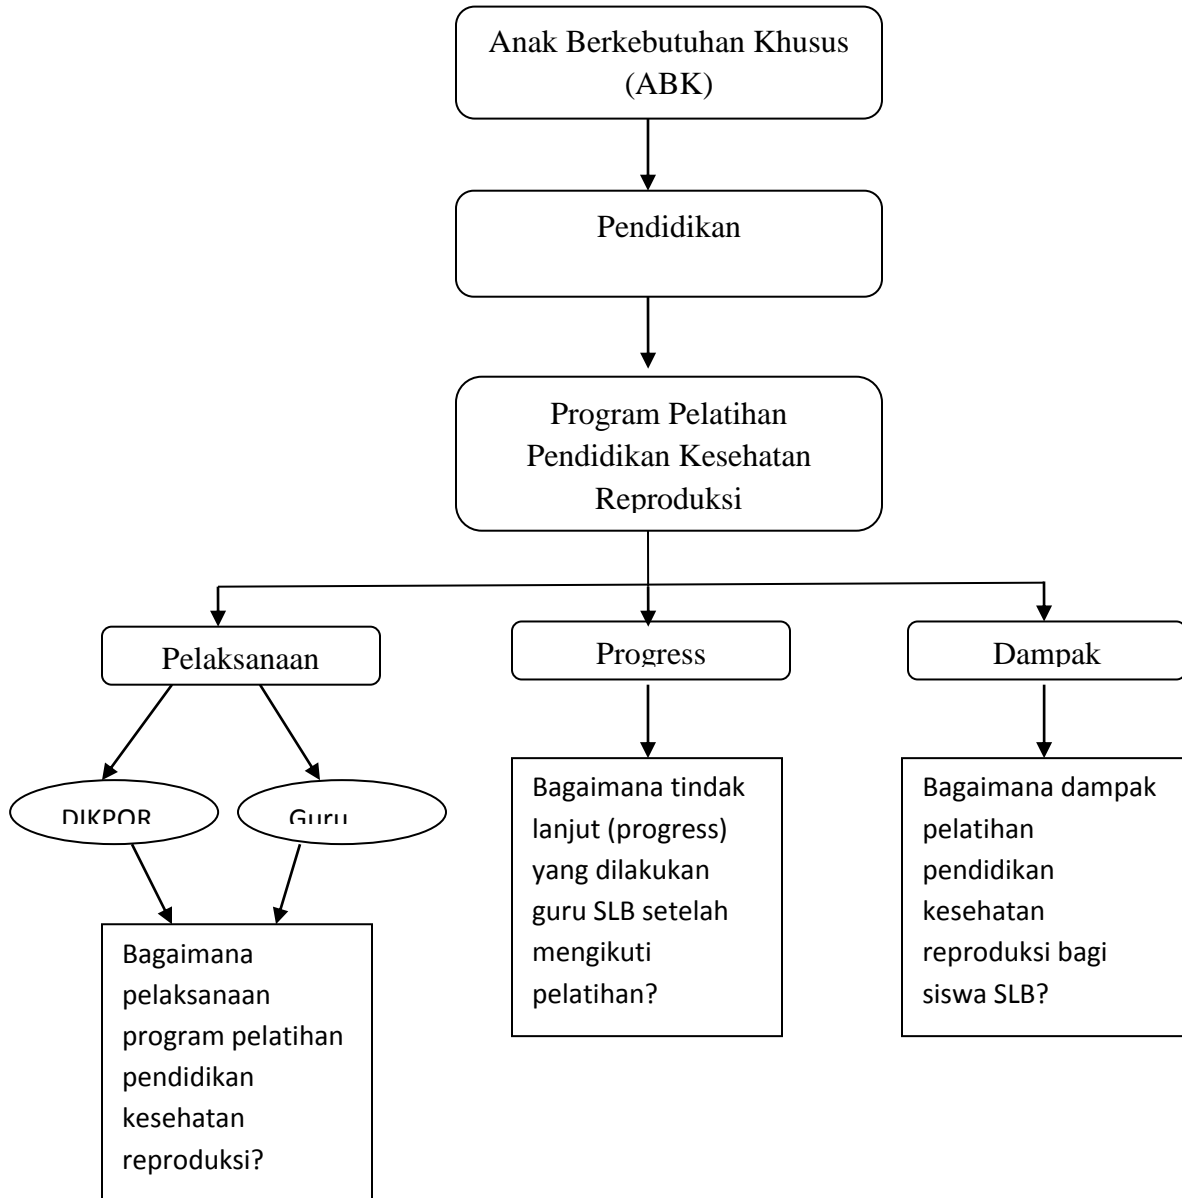 Anak Berkebutuhan Khusus
(ABK)
Pendidikan
Program Pelatihan
Pendidikan Kesehatan
Reproduksi
Pelaksanaan
Progress
Dampak
DIKPOR
Guru
Bagaimana
pelaksanaan
program pelatihan
pendidikan
kesehatan
reproduksi?
Bagaimana tindak
lanjut (progress)
yang dilakukan
guru SLB setelah
mengikuti
pelatihan?
Bagaimana dampak
pelatihan
pendidikan
kesehatan
reproduksi bagi
siswa SLB?